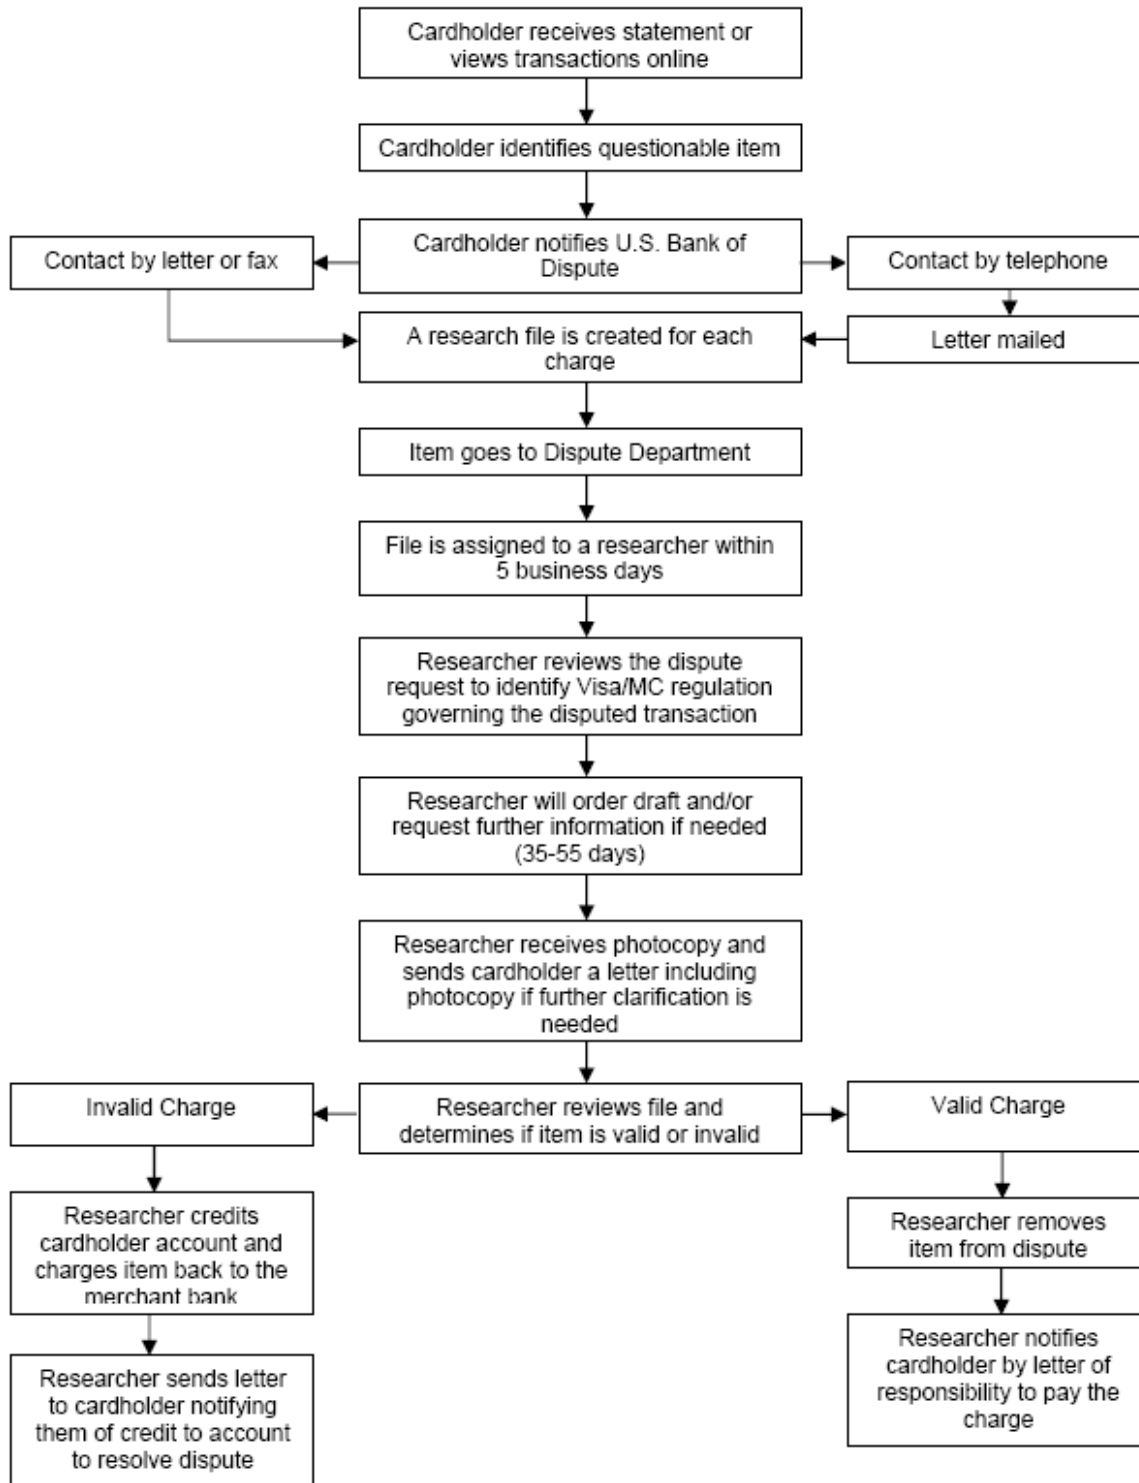 Cardholder receives statement or
views transactions online
Cardholder identifies questionable item
Cardholder notifies U.S. Bank of
Dispute
Contact by letter or fax
Contact by telephone
Letter mailed
A research file is created for each
charge
Item goes to Dispute Department
File is assigned to a researcher within
5 business days
Researcher reviews the dispute
request to identify Visa/MC regulation
governing the disputed transaction
Researcher will order draft and/or
request further information if needed
(35-55 days)
Researcher receives photocopy and
sends cardholder a letter including
photocopy if further clarification is
needed
Researcher reviews file and
determines if item is valid or invalid
Invalid Charge
Researcher credits
cardholder account and
charges item back to the
merchant bank
Researcher sends letter
to cardholder notifying
them of credit to account
to resolve dispute
Valid Charge
Researcher removes
item from dispute
Researcher notifies
cardholder by letter of
responsibility to pay the
charge